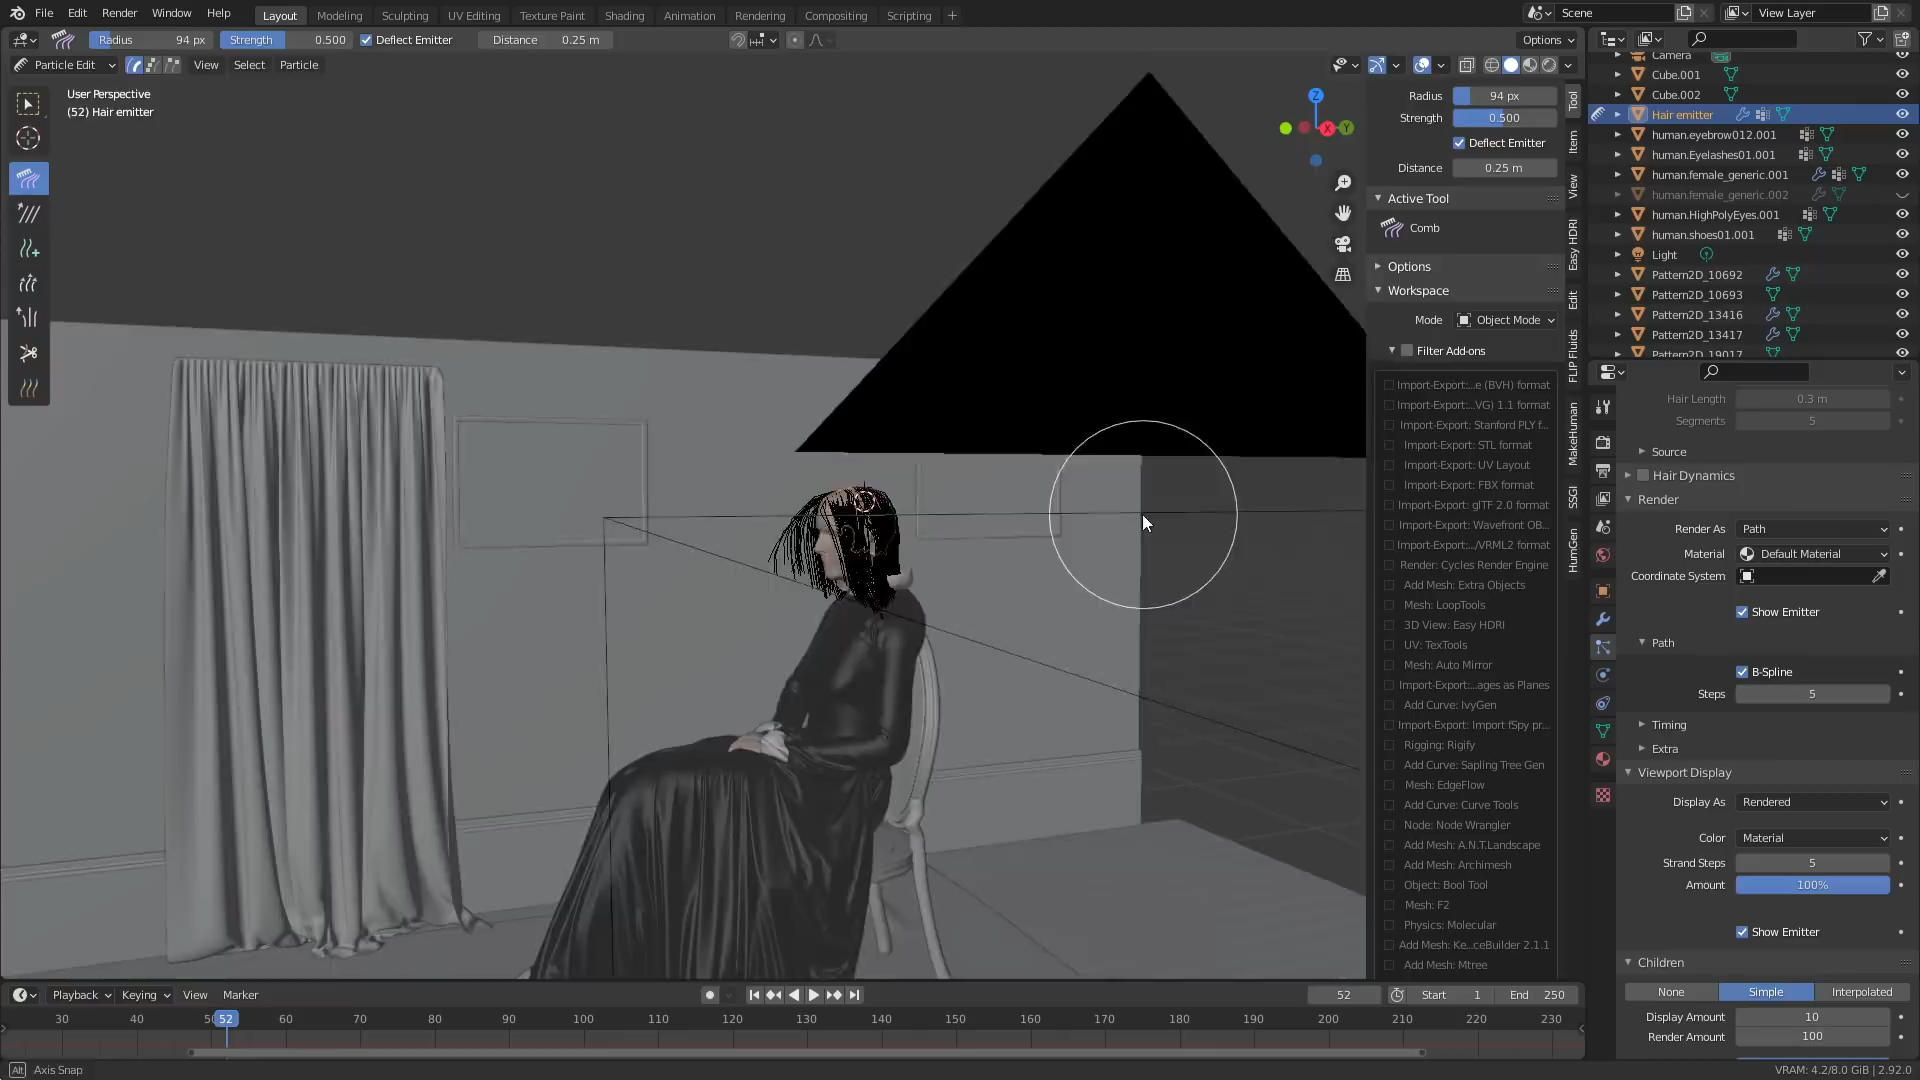 File Edit Render Window Help Layout Modeling Sculpting UV Editing Texture Paint Shading Animation Rendering Compositing Scripting + Scene View Layer
Radius 94 px Strength 0.500 Deflect Emitter Distance 0.25 m Options
Particle Edit View Select Particle
User Perspective
(52) Hair emitter
Z
X
Y
Radius 94 px
Strength 0.500
Deflect Emitter
Distance 0.25 m
Active Tool
Comb
Options
Workspace
Mode Object Mode
Filter Add-ons
Import-Export:...e (BVH) format
Import-Export:...VG) 1.1 format
Import-Export: Stanford PLY f...
Import-Export: STL format
Import-Export: UV Layout
Import-Export: FBX format
Import-Export: glTF 2.0 format
Import-Export: Wavefront OB...
Import-Export:.../VRML2 format
Render: Cycles Render Engine
Add Mesh: Extra Objects
Mesh: LoopTools
3D View: Easy HDRI
UV: TexTools
Mesh: Auto Mirror
Import-Export:...ages as Planes
Add Curve: IvyGen
Import-Export: Import fSpy pr...
Rigging: Rigify
Add Curve: Sapling Tree Gen
Mesh: EdgeFlow
Add Curve: Curve Tools
Node: Node Wrangler
Add Mesh: A.N.T.Landscape
Add Mesh: Archimesh
Object: Bool Tool
Mesh: F2
Physics: Molecular
Add Mesh: Ke...ceBuilder 2.1.1
Add Mesh: Mtree
Tool
Item
View
Easy HDRI
Edit
FLIP Fluids
MakeHuman
SSGI
HumGen
Camera
Cube.001
Cube.002
Hair emitter
human.eyebrow012.001
human.Eyelashes01.001
human.female_generic.001
human.female_generic.002
human.HighPolyEyes.001
human.shoes01.001
Light
Pattern2D_10692
Pattern2D_10693
Pattern2D_13416
Pattern2D_13417
Pattern2D_19017
Hair Length 0.3 m
Segments 5
Source
Hair Dynamics
Render
Render As Path
Material Default Material
Coordinate System
Show Emitter
Path
B-Spline
Steps 5
Timing
Extra
Viewport Display
Display As Rendered
Color Material
Strand Steps 5
Amount 100%
Show Emitter
Children
None Simple Interpolated
Display Amount 10
Render Amount 100
Playback Keying View Marker 52 Start 1 End 250
30 40 50 52 60 70 80 90 100 110 120 130 140 150 160 170 180 190 200 210 220 230
Alt Axis Snap VRAM: 4.2/8.0 GiB | 2.92.0